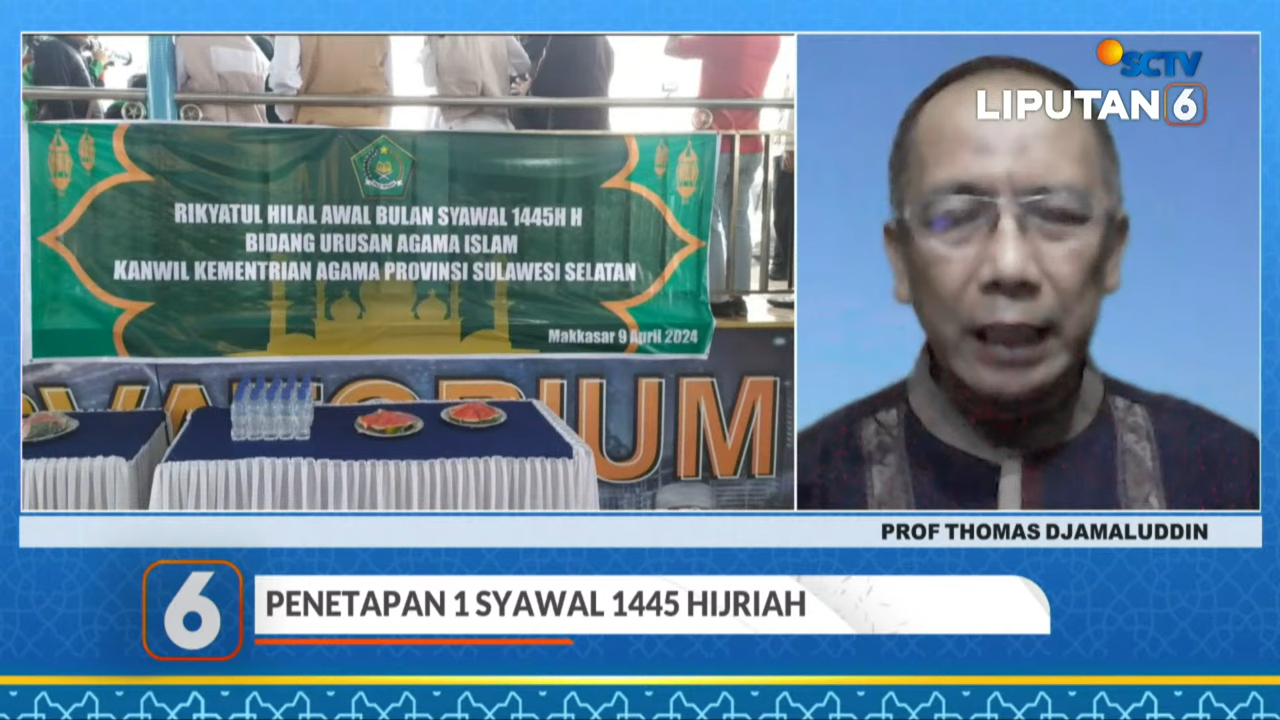 SCTV
LIPUTAN 6
RIKYATUL HILAL AWAL BULAN SYAWAL 1445H H
BIDANG URUSAN AGAMA ISLAM
KANWIL KEMENTRIAN AGAMA PROVINSI SULAWESI SELATAN
Makkasar 9 April 2024
VATORIUM
PROF THOMAS DJAMALUDDIN
6
PENETAPAN 1 SYAWAL 1445 HIJRIAH